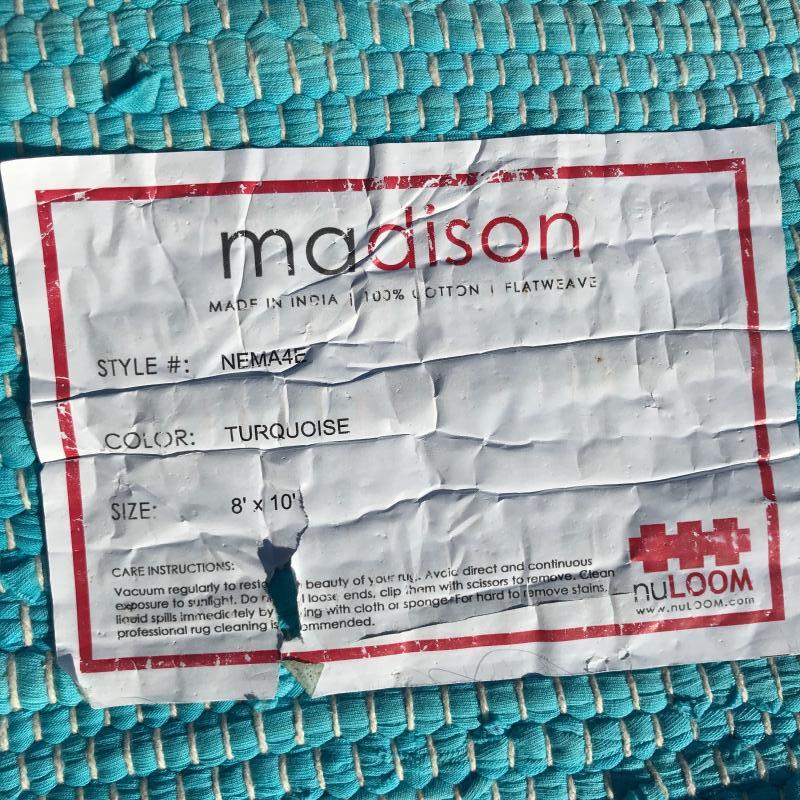 madison
MADE IN INDIA | 100% COTTON | FLATWEAVE
STYLE #: NEMA4E
COLOR: TURQUOISE
SIZE: 8' x 10'
CARE INSTRUCTIONS:
Vacuum regularly to beauty of your rug. Avoid direct and continuous
exposure to sunlight. Do loose ends, clip them with scissors to remove. Clean
liquid spills immediately by with cloth or sponge. For hard to remove stains,
professional rug cleaning is
nuLOOM
www.nuLOOM.com